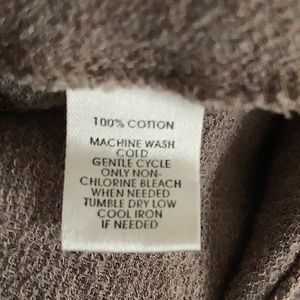 100% COTTON
MACHINE WASH
COLD
GENTLE CYCLE
ONLY NON-
CHLORINE BLEACH
WHEN NEEDED
TUMBLE DRY LOW
COOL IRON
IF NEEDED